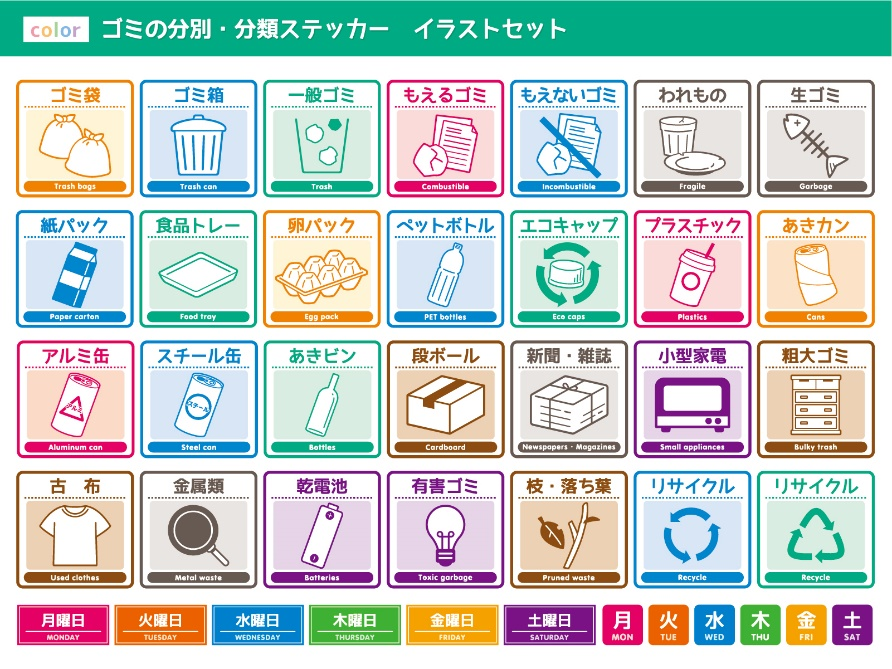 color ゴミの分別・分類ステッカー　イラストセット
ゴミ袋
Trash bags
ゴミ箱
Trash can
一般ゴミ
Trash
もえるゴミ
Combustible
もえないゴミ
Incombustible
われもの
Fragile
生ゴミ
Garbage
紙パック
Paper carton
食品トレー
Food tray
卵パック
Egg pack
ペットボトル
PET bottles
エコキャップ
Eco caps
プラスチック
Plastics
あきカン
Cans
アルミ缶
アルミ
Aluminum can
スチール缶
スチール
Steel can
あきビン
Bottles
段ボール
Cardboard
新聞・雑誌
Newspapers・Magazines
小型家電
Small appliances
粗大ゴミ
Bulky trash
古　布
Used clothes
金属類
Metal waste
乾電池
Batteries
有害ゴミ
Toxic garbage
枝・落ち葉
Pruned waste
リサイクル
Recycle
リサイクル
Recycle
月曜日
MONDAY
火曜日
TUESDAY
水曜日
WEDNESDAY
木曜日
THURSDAY
金曜日
FRIDAY
土曜日
SATURDAY
月
MON
火
TUE
水
WED
木
THU
金
FRI
土
SAT